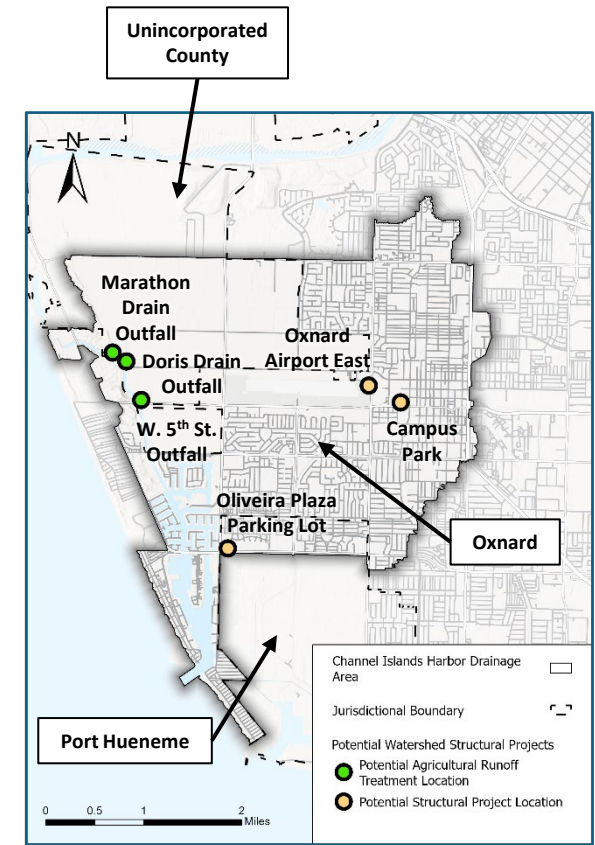 Unincorporated
County
N
Marathon
Drain
Outfall
Doris Drain
Outfall
W. 5th St.
Outfall
Oxnard
Airport East
Campus
Park
Oliveira Plaza
Parking Lot
Oxnard
Port Hueneme
Channel Islands Harbor Drainage
Area
Jurisdictional Boundary
Potential Watershed Structural Projects
Potential Agricultural Runoff
Treatment Location
Potential Structural Project Location
0 0.5 1 2
Miles